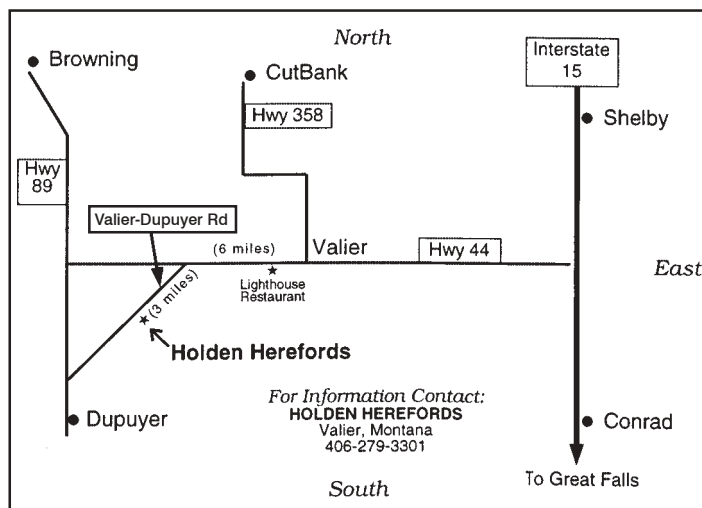 North
Browning
CutBank
Interstate
15
Hwy 358
Shelby
Hwy
89
Valier-Dupuyer Rd
(6 miles)
Valier
Hwy 44
East
Lighthouse
Restaurant
(3 miles)
Holden Herefords
For Information Contact:
HOLDEN HEREFORDS
Valier, Montana
406-279-3301
Dupuyer
Conrad
To Great Falls
South